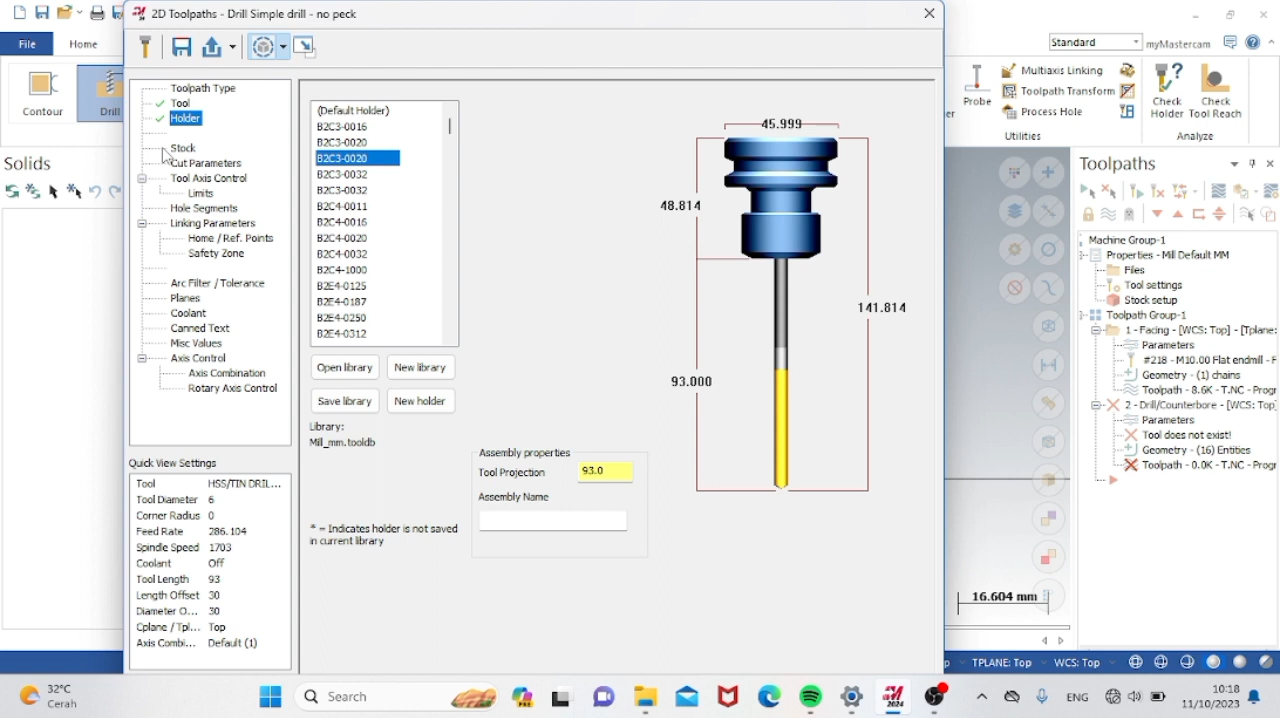 2D Toolpaths - Drill Simple drill - no peck
File
Home
Standard
myMastercam
Contour
Drill
Probe
Multiaxis Linking
Toolpath Transform
Process Hole
Check Holder
Check Tool Reach
Utilities
Analyze
Solids
Toolpath Type
Tool
Holder
Stock
Cut Parameters
Tool Axis Control
Limits
Hole Segments
Linking Parameters
Home / Ref. Points
Safety Zone
Arc Filter / Tolerance
Planes
Coolant
Canned Text
Misc Values
Axis Control
Axis Combination
Rotary Axis Control
Quick View Settings
Tool HSS/TIN DRIL...
Tool Diameter 6
Corner Radius 0
Feed Rate 286.104
Spindle Speed 1703
Coolant Off
Tool Length 93
Length Offset 30
Diameter O... 30
Cplane / Tpl... Top
Axis Combi... Default (1)
(Default Holder)
B2C3-0016
B2C3-0020
B2C3-0020
B2C3-0032
B2C3-0032
B2C4-0011
B2C4-0016
B2C4-0020
B2C4-0032
B2C4-1000
B2E4-0125
B2E4-0187
B2E4-0250
B2E4-0312
Open library
New library
Save library
New holder
Library:
Mill_mm.tooldb
* = Indicates holder is not saved
in current library
Assembly properties
Tool Projection 93.0
Assembly Name
45.999
48.814
141.814
93.000
16.604 mm
Toolpaths
Machine Group-1
Properties - Mill Default MM
Files
Tool settings
Stock setup
Toolpath Group-1
1 - Facing - [WCS: Top] - [Tplane:
Parameters
#218 - M10.00 Flat endmill - F
Geometry - (1) chains
Toolpath - 8.6K - T.NC - Progr
2 - Drill/Counterbore - [WCS: Top]
Parameters
Tool does not exist!
Geometry - (16) Entities
Toolpath - 0.0K - T.NC - Progr
TPLANE: Top
WCS: Top
32°C
Cerah
Search
ENG
10:18
11/10/2023